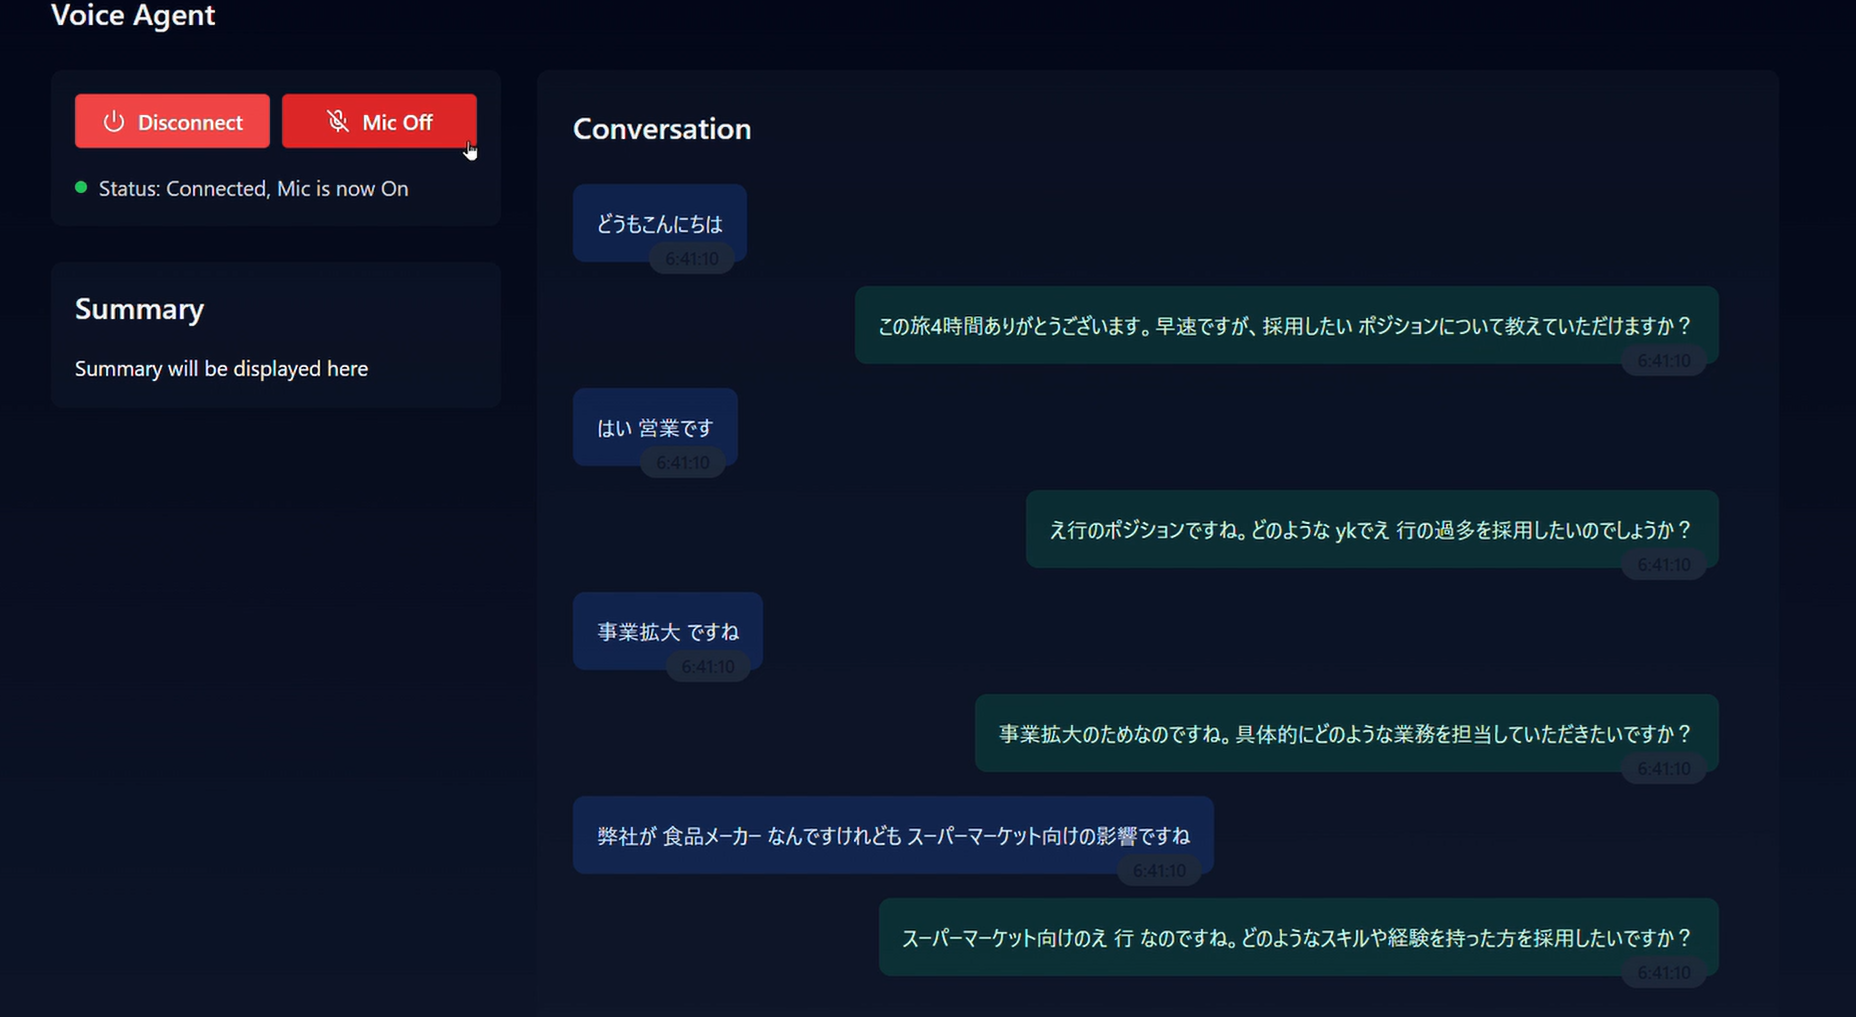 Voice Agent
Disconnect
Mic Off
Status: Connected, Mic is now On
Summary
Summary will be displayed here
Conversation
どうもこんにちは
6:41:10
この旅4時間ありがとうございます。早速ですが、採用したい ポジションについて教えていただけますか？
6:41:10
はい 営業です
6:41:10
え行のポジションですね。どのような ykでえ 行の過多を採用したいのでしょうか？
6:41:10
事業拡大 ですね
6:41:10
事業拡大のためなのですね。具体的にどのような業務を担当していただきたいですか？
6:41:10
弊社が 食品メーカー なんですけれども スーパーマーケット向けの影響ですね
6:41:10
スーパーマーケット向けのえ 行 なのですね。どのようなスキルや経験を持った方を採用したいですか？
6:41:10